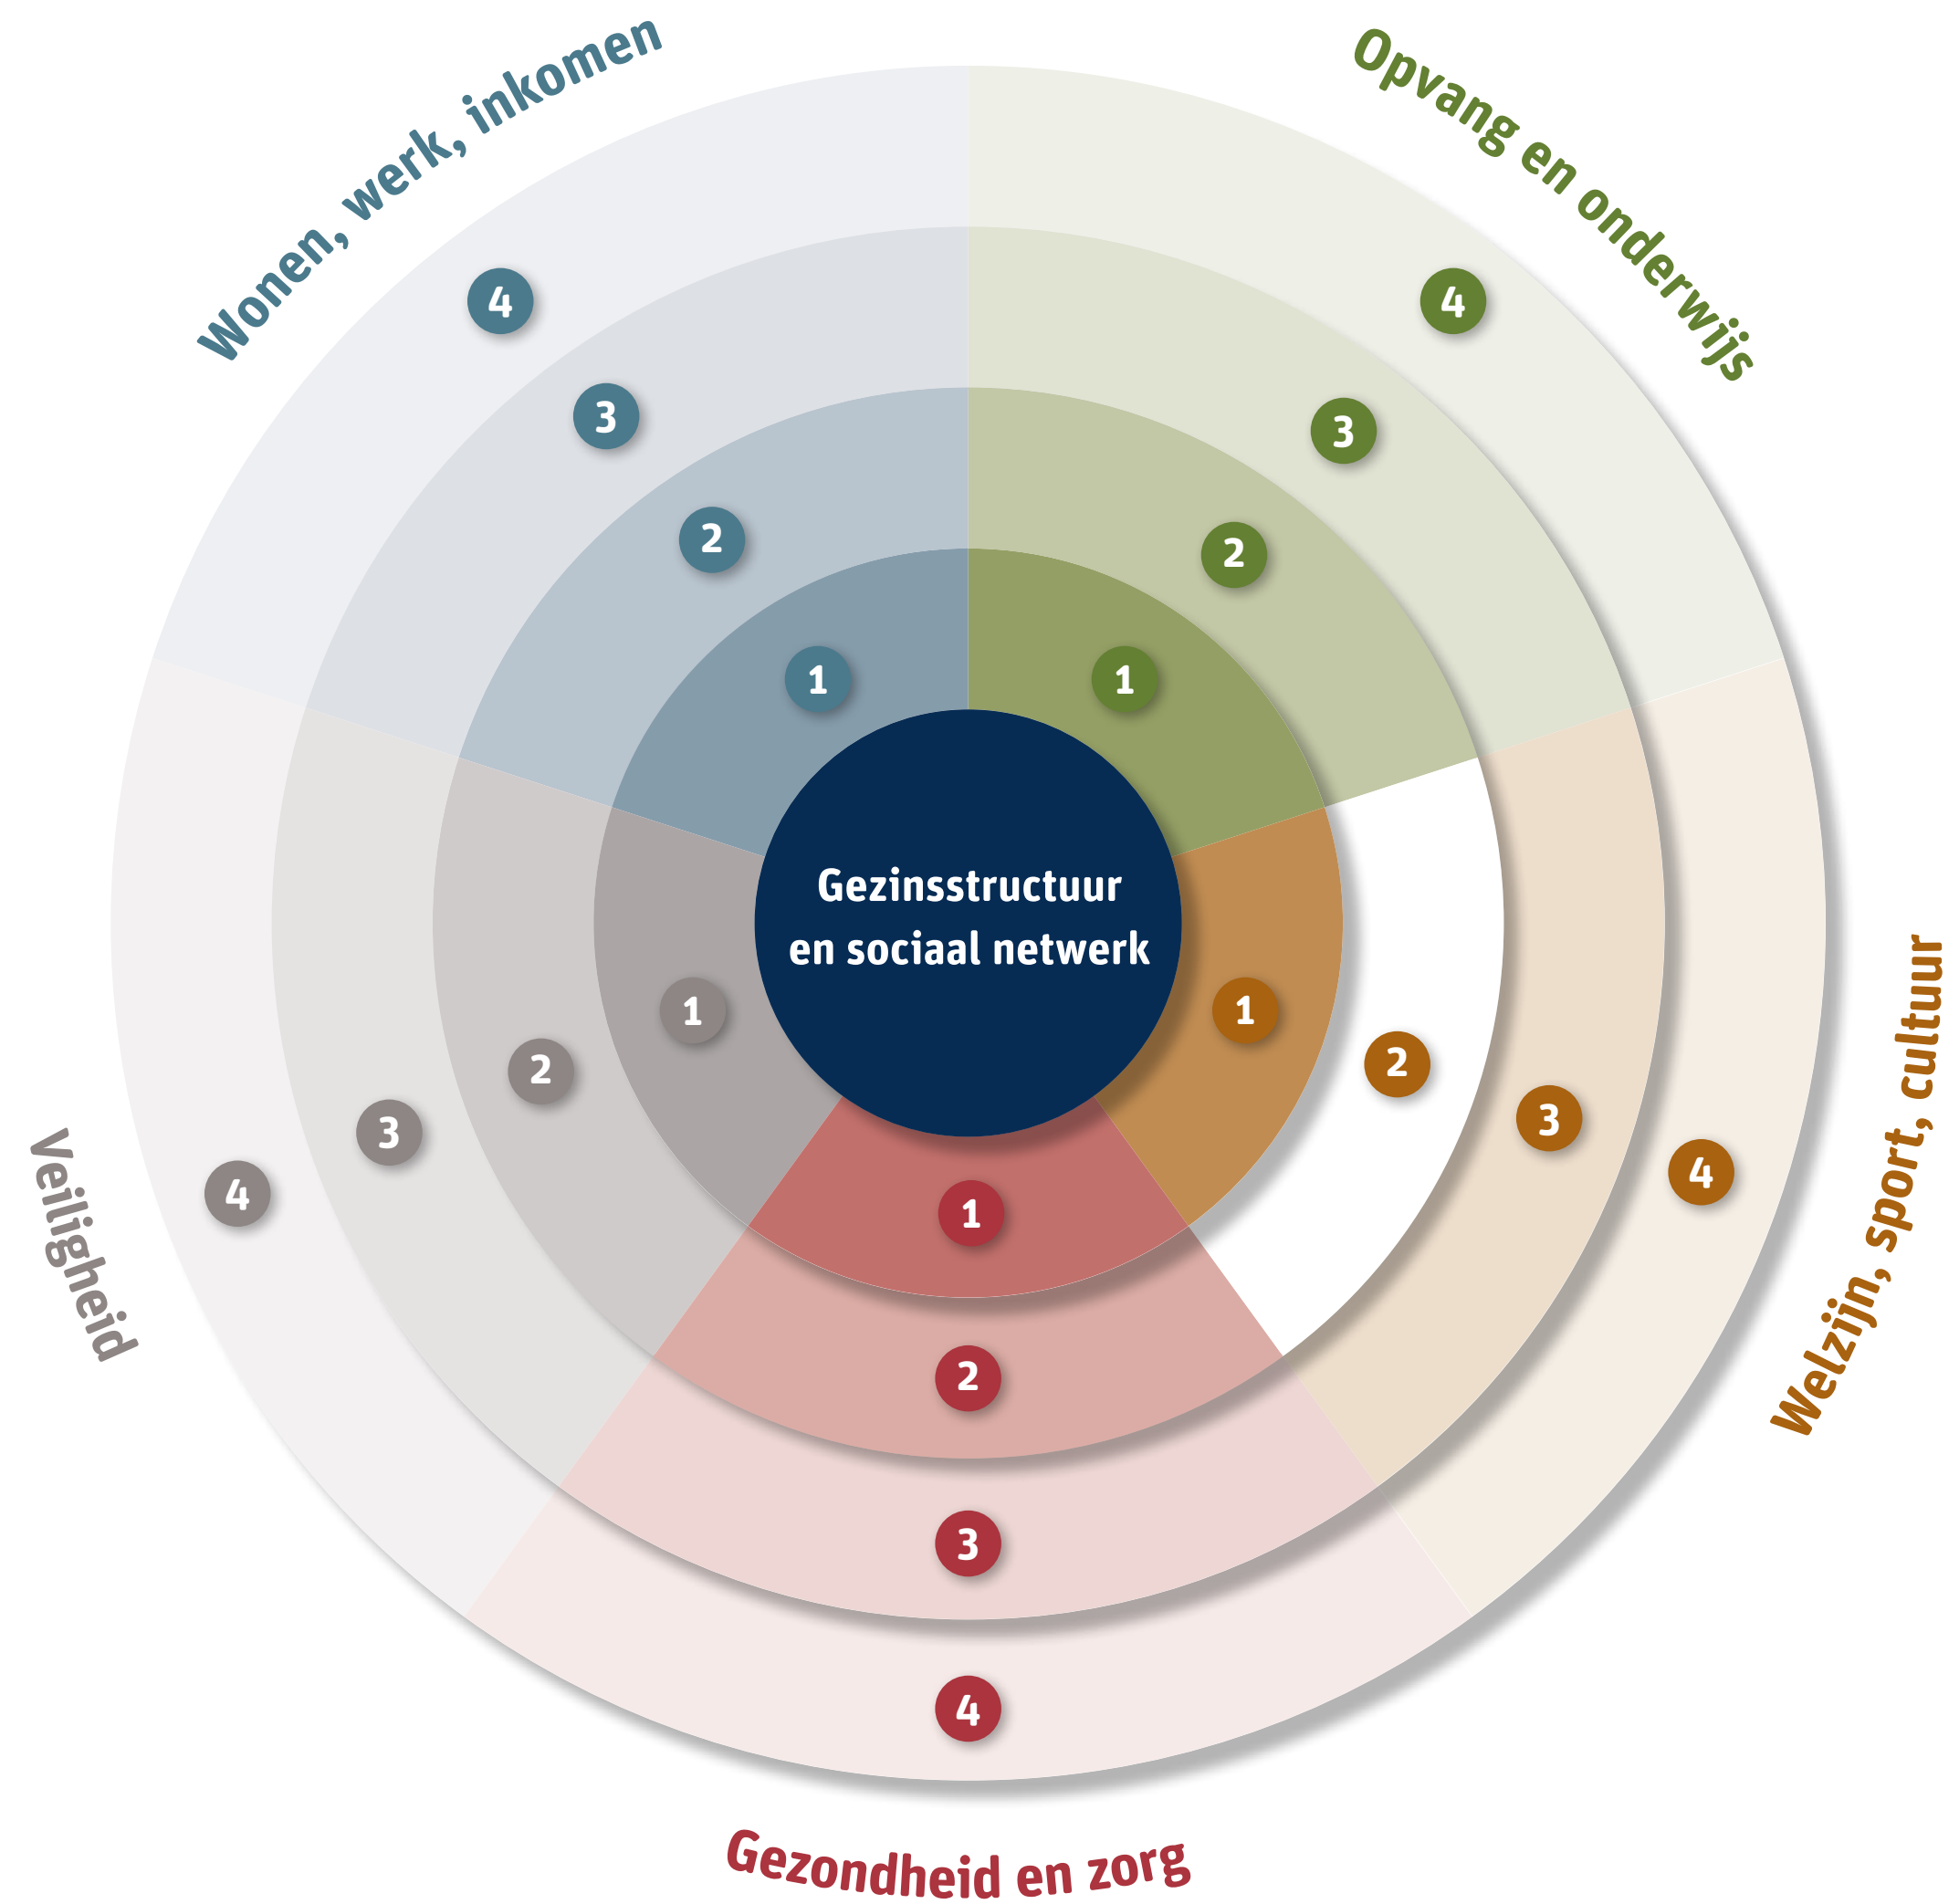 Wonen, werk, inkomen
4
3
2
1
Opvang en onderwijs
4
3
2
1
Gezinsstructuur
en sociaal netwerk
Welzijn, sport, cultuur
1
2
3
4
Veiligheid
1
2
3
4
1
2
3
4
Gezondheid en zorg